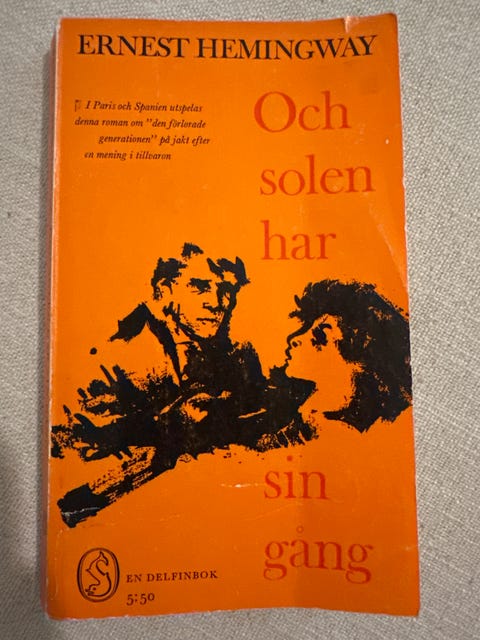 ERNEST HEMINGWAY
I Paris och Spanien utspelas
denna roman om "den förlorade
generationen" på jakt efter
en mening i tillvaron
Och
solen
har
sin
gång
EN DELFINBOK
5:50